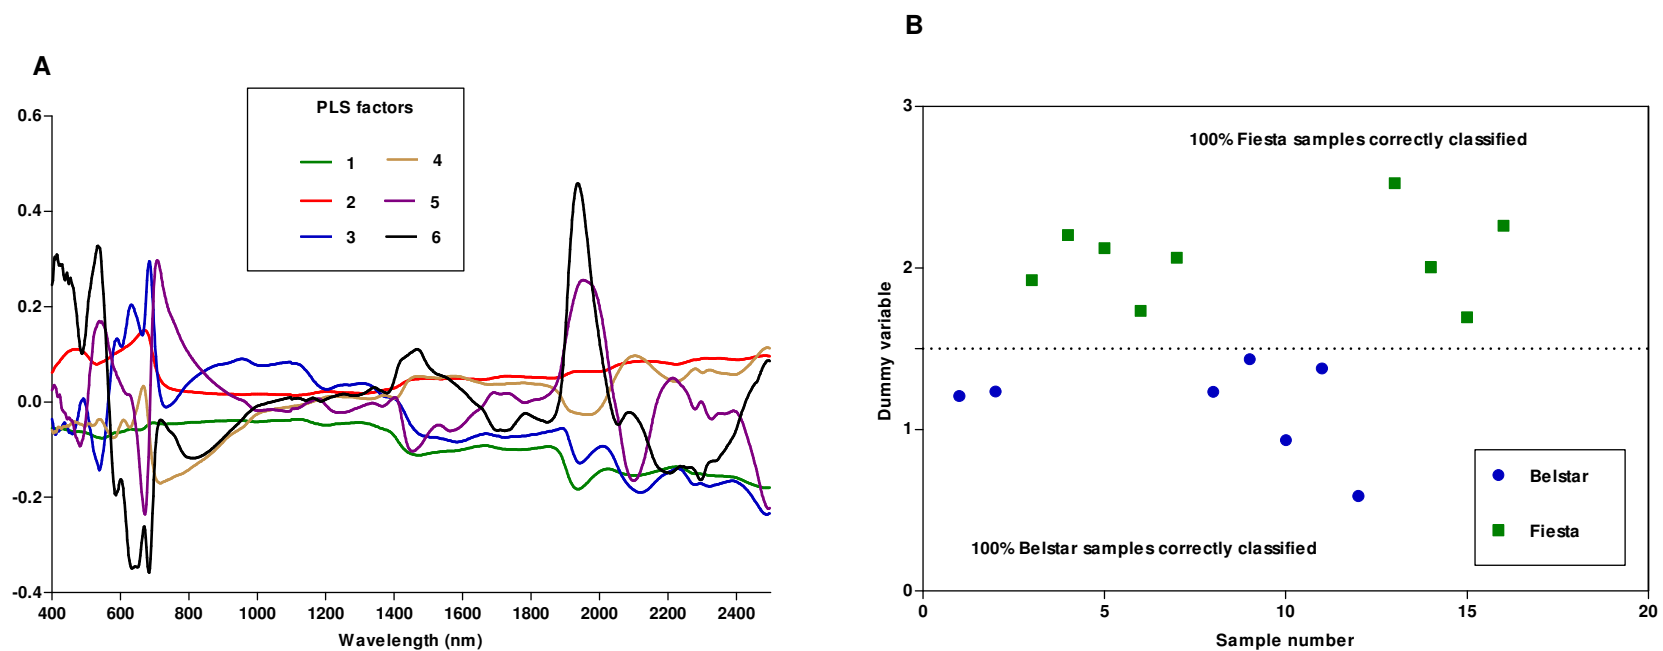 A
PLS factors
1
4
2
5
3
6
0.6
0.4
0.2
0.0
-0.2
-0.4
400 600 800 1000 1200 1400 1600 1800 2000 2200 2400
Wavelength (nm)
B
3
2
1
0
Dummy variable
100% Fiesta samples correctly classified
100% Belstar samples correctly classified
Belstar
Fiesta
0 5 10 15 20
Sample number